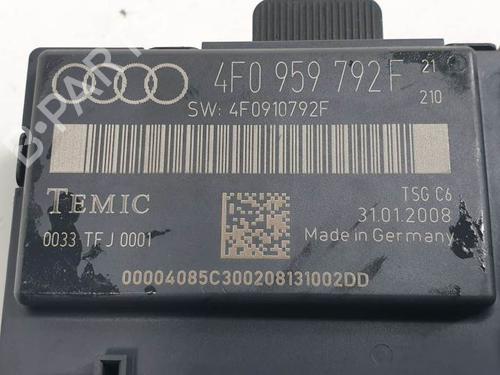 4F0 959 792 F 21
210
SW: 4F0910792F
TEMIC
TSG C6
31.01.2008
0033 TFJ 0001
Made in Germany
00004085C300208131002DD
B-PARTS